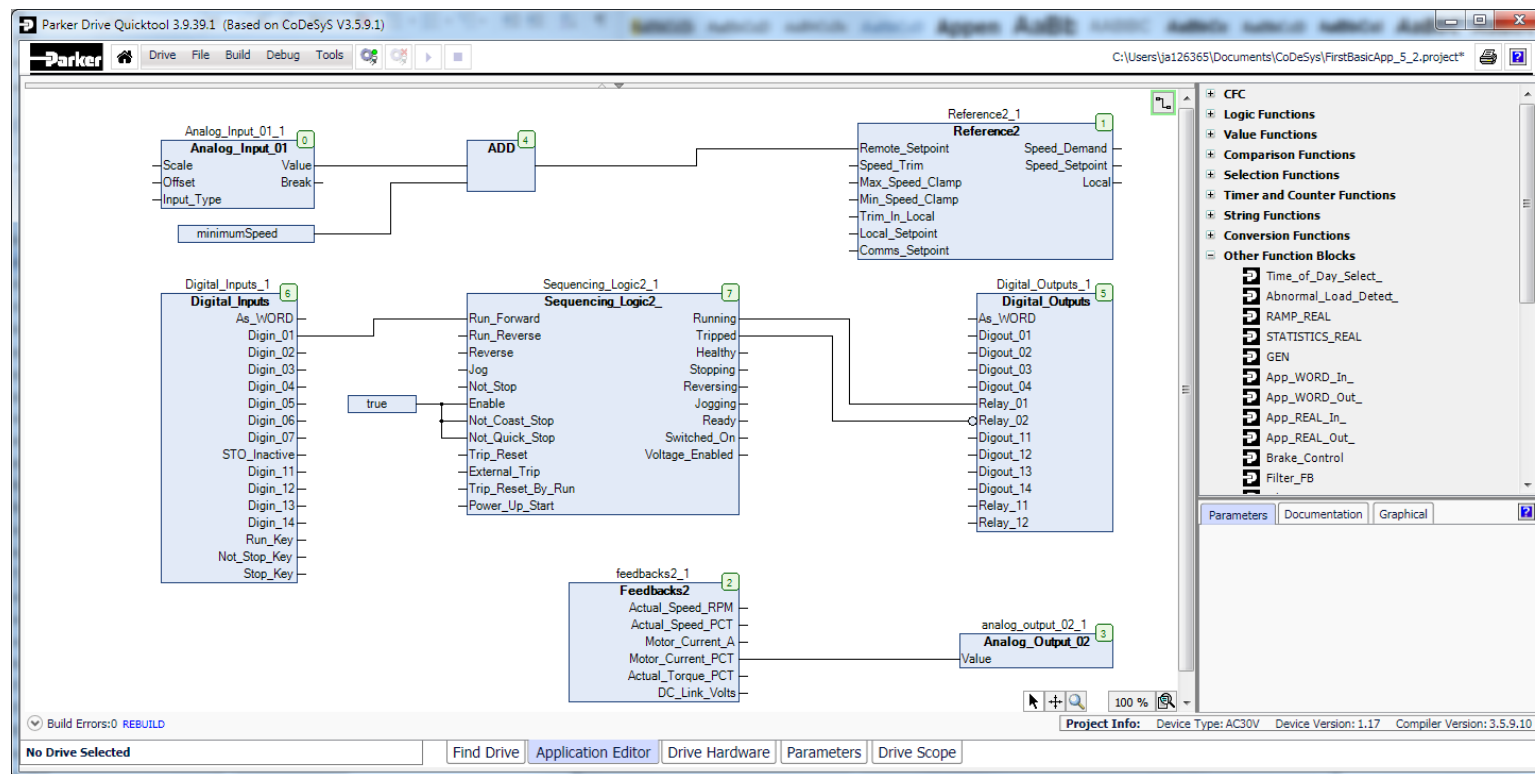 Parker Drive Quicktool 3.9.39.1 (Based on CoDeSyS V3.5.9.1)
Appen AaBb
Parker Drive File Build Debug Tools C:\Users\ja126365\Documents\CoDeSys\FirstBasicApp_5_2.project*
Analog_Input_01_1
0
Analog_Input_01
Scale Value
Offset Break
Input_Type
minimumSpeed
ADD 4
Reference2_1
1
Reference2
Remote_Setpoint Speed_Demand
Speed_Trim Speed_Setpoint
Max_Speed_Clamp Local
Min_Speed_Clamp
Trim_In_Local
Local_Setpoint
Comms_Setpoint
Digital_Inputs_1
6
Digital_Inputs
As_WORD
Digin_01
Digin_02
Digin_03
Digin_04
Digin_05
Digin_06
Digin_07
STO_Inactive
Digin_11
Digin_12
Digin_13
Digin_14
Run_Key
Not_Stop_Key
Stop_Key
true
Sequencing_Logic2_1
7
Sequencing_Logic2_
Run_Forward Running
Run_Reverse Tripped
Reverse Healthy
Jog Stopping
Not_Stop Reversing
Enable Jogging
Not_Coast_Stop Ready
Not_Quick_Stop Switched_On
Trip_Reset Voltage_Enabled
External_Trip
Trip_Reset_By_Run
Power_Up_Start
Digital_Outputs_1
5
Digital_Outputs
As_WORD
Digout_01
Digout_02
Digout_03
Digout_04
Relay_01
Relay_02
Digout_11
Digout_12
Digout_13
Digout_14
Relay_11
Relay_12
feedbacks2_1
2
Feedbacks2
Actual_Speed_RPM
Actual_Speed_PCT
Motor_Current_A
Motor_Current_PCT
Actual_Torque_PCT
DC_Link_Volts
analog_output_02_1
3
Analog_Output_02
Value
100 %
CFC
Logic Functions
Value Functions
Comparison Functions
Selection Functions
Timer and Counter Functions
String Functions
Conversion Functions
Other Function Blocks
Time_of_Day_Select_
Abnormal_Load_Detect_
RAMP_REAL
STATISTICS_REAL
GEN
App_WORD_In_
App_WORD_Out_
App_REAL_In_
App_REAL_Out_
Brake_Control
Filter_FB
Parameters Documentation Graphical
Build Errors:0 REBUILD
Project Info: Device Type: AC30V Device Version: 1.17 Compiler Version: 3.5.9.10
No Drive Selected Find Drive Application Editor Drive Hardware Parameters Drive Scope